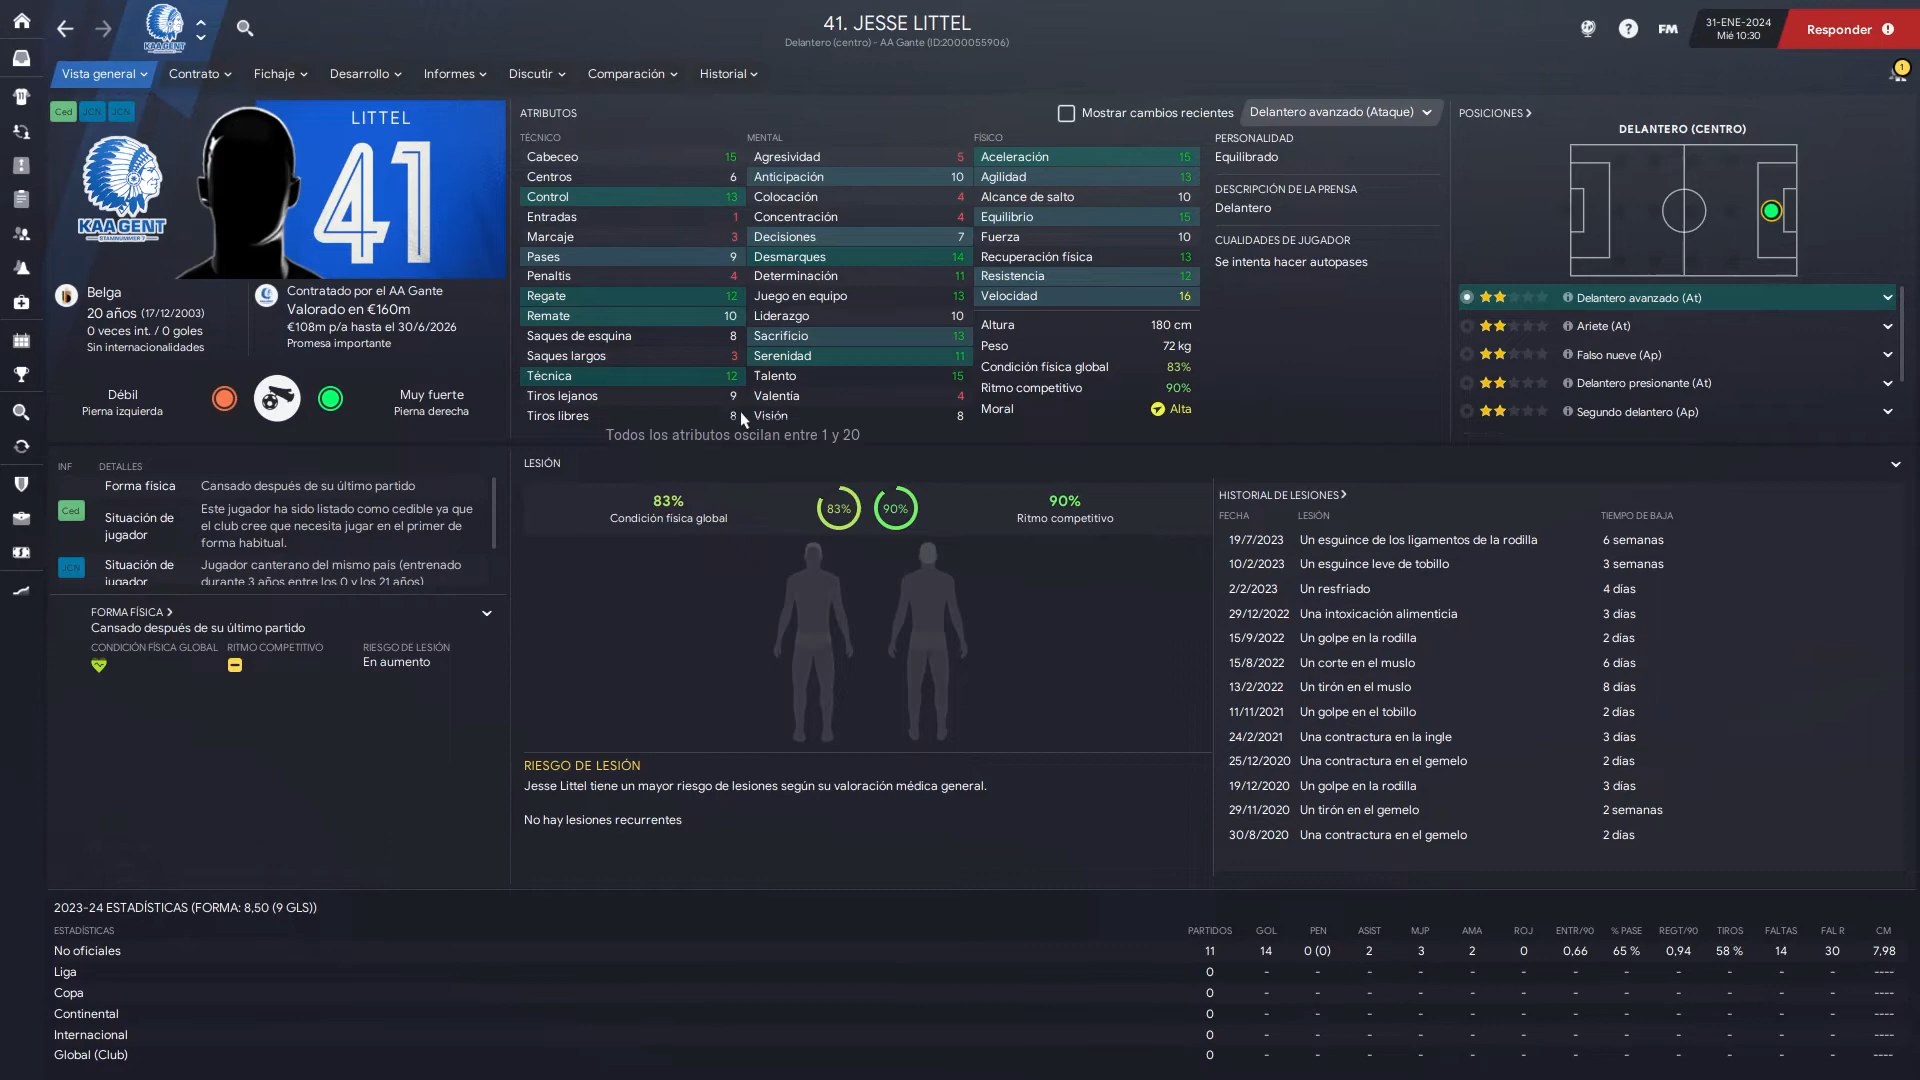 41. JESSE LITTEL
Delantero (centro) - AA Gante (ID:2000055906)
KAA GENT
FM
31-ENE-2024
Mié 10:30
Responder
11
Vista general
Contrato
Fichaje
Desarrollo
Informes
Discutir
Comparación
Historial
1
Ced JCN JCN
KAA GENT
STAMNUMMER 7
LITTEL
41
Belga
20 años (17/12/2003)
0 veces int. / 0 goles
Sin internacionalidades
Contratado por el AA Gante
Valorado en €160m
€108m p/a hasta el 30/6/2026
Promesa importante
Débil
Pierna izquierda
Muy fuerte
Pierna derecha
ATRIBUTOS
Mostrar cambios recientes
Delantero avanzado (Ataque)
TÉCNICO
Cabeceo 15
Centros 6
Control 13
Entradas 1
Marcaje 3
Pases 9
Penaltis 4
Regate 12
Remate 10
Saques de esquina 8
Saques largos 3
Técnica 12
Tiros lejanos 9
Tiros libres 8
MENTAL
Agresividad 5
Anticipación 10
Colocación 4
Concentración 4
Decisiones 7
Desmarques 14
Determinación 11
Juego en equipo 13
Liderazgo 10
Sacrificio 13
Serenidad 11
Talento 15
Valentía 4
Visión 8
FÍSICO
Aceleración 15
Agilidad 13
Alcance de salto 10
Equilibrio 15
Fuerza 10
Recuperación física 13
Resistencia 12
Velocidad 16
Altura 180 cm
Peso 72 kg
Condición física global 83%
Ritmo competitivo 90%
Moral Alta
Todos los atributos oscilan entre 1 y 20
PERSONALIDAD
Equilibrado
DESCRIPCIÓN DE LA PRENSA
Delantero
CUALIDADES DE JUGADOR
Se intenta hacer autopases
POSICIONES
DELANTERO (CENTRO)
Delantero avanzado (At)
Ariete (At)
Falso nueve (Ap)
Delantero presionante (At)
Segundo delantero (Ap)
INF DETALLES
Forma física Cansado después de su último partido
Ced
Situación de
jugador
Este jugador ha sido listado como cedible ya que
el club cree que necesita jugar en el primer de
forma habitual.
JCN
Situación de
jugador
Jugador canterano del mismo país (entrenado
durante 3 años entre los 0 y los 21 años)
FORMA FÍSICA
Cansado después de su último partido
CONDICIÓN FÍSICA GLOBAL RITMO COMPETITIVO RIESGO DE LESIÓN
En aumento
LESIÓN
83%
Condición física global
83%
90%
90%
Ritmo competitivo
RIESGO DE LESIÓN
Jesse Littel tiene un mayor riesgo de lesiones según su valoración médica general.
No hay lesiones recurrentes
HISTORIAL DE LESIONES
FECHA LESIÓN TIEMPO DE BAJA
19/7/2023 Un esguince de los ligamentos de la rodilla 6 semanas
10/2/2023 Un esguince leve de tobillo 3 semanas
2/2/2023 Un resfriado 4 días
29/12/2022 Una intoxicación alimenticia 3 días
15/9/2022 Un golpe en la rodilla 2 días
15/8/2022 Un corte en el muslo 6 días
13/2/2022 Un tirón en el muslo 8 días
11/11/2021 Un golpe en el tobillo 2 días
24/2/2021 Una contractura en la ingle 3 días
25/12/2020 Una contractura en el gemelo 2 días
19/12/2020 Un golpe en la rodilla 3 días
29/11/2020 Un tirón en el gemelo 2 semanas
30/8/2020 Una contractura en el gemelo 2 días
2023-24 ESTADÍSTICAS (FORMA: 8,50 (9 GLS))
ESTADÍSTICAS PARTIDOS GOL PEN ASIST MJP AMA ROJ ENTR/90 % PASE REGT/90 TIROS FALTAS FAL R CM
No oficiales 11 14 0 (0) 2 3 2 0 0,66 65 % 0,94 58 % 14 30 7,98
Liga 0 - - - - - - - - - - - - ----
Copa 0 - - - - - - - - - - - - ----
Continental 0 - - - - - - - - - - - - ----
Internacional 0 - - - - - - - - - - - - ----
Global (Club) 0 - - - - - - - - - - - - ----